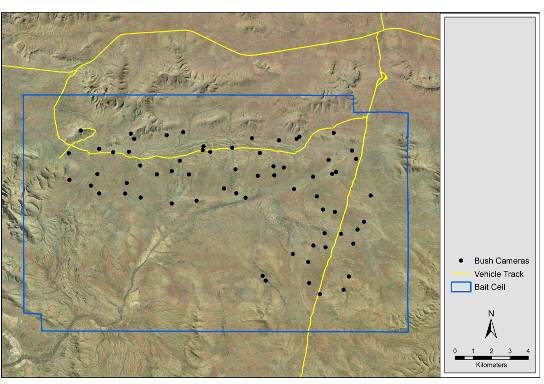 Bush Cameras
Vehicle Track
Bait Cell
N
0 1 2 3 4
Kilometers